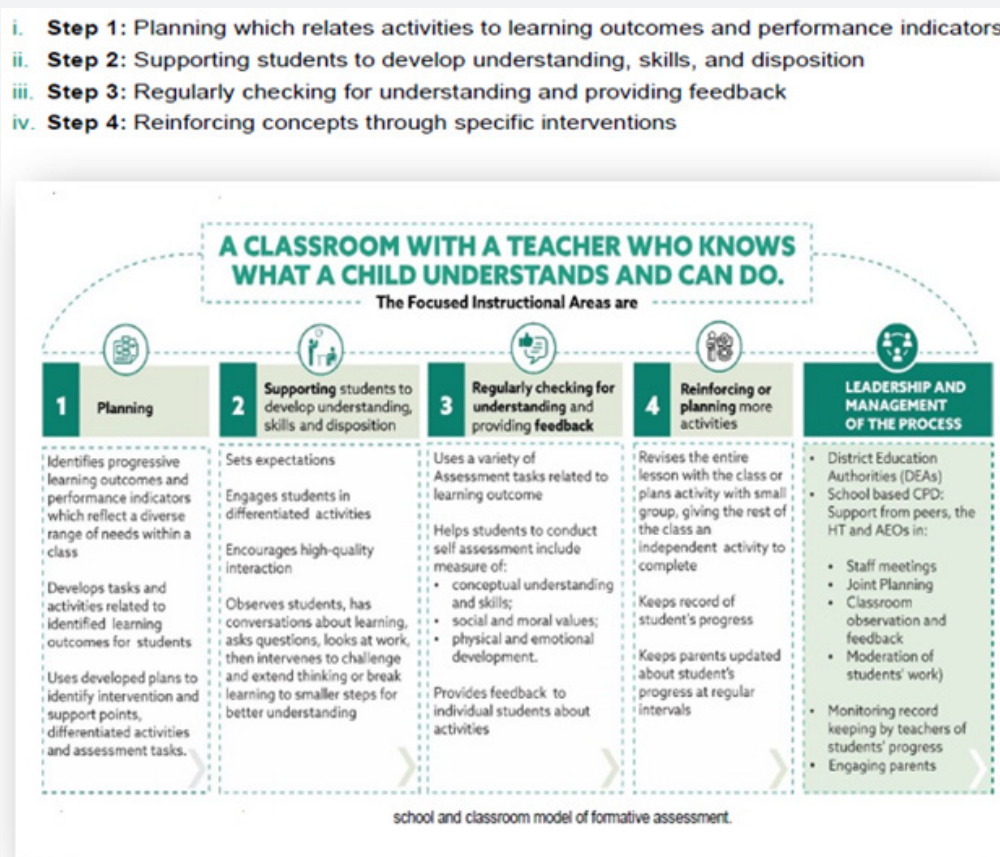 i. Step 1: Planning which relates activities to learning outcomes and performance indicators
ii. Step 2: Supporting students to develop understanding, skills, and disposition
iii. Step 3: Regularly checking for understanding and providing feedback
iv. Step 4: Reinforcing concepts through specific interventions
A CLASSROOM WITH A TEACHER WHO KNOWS
WHAT A CHILD UNDERSTANDS AND CAN DO.
The Focused Instructional Areas are
1 Planning
Identifies progressive
learning outcomes and
performance indicators
which reflect a diverse
range of needs within a
class
Develops tasks and
activities related to
identified learning
outcomes for students
Uses developed plans to
identify intervention and
support points,
differentiated activities
and assessment tasks.
2 Supporting students to
develop understanding,
skills and disposition
Sets expectations
Engages students in
differentiated activities
Encourages high-quality
interaction
Observes students, has
conversations about learning,
asks questions, looks at work,
then intervenes to challenge
and extend thinking or break
learning to smaller steps for
better understanding
3 Regularly checking for
understanding and
providing feedback
Uses a variety of
Assessment tasks related to
learning outcome
Helps students to conduct
self assessment include
measure of:
• conceptual understanding
and skills;
• social and moral values;
• physical and emotional
development.
Provides feedback to
individual students about
activities
4 Reinforcing or
planning more
activities
Revises the entire
lesson with the class or
plans activity with small
group, giving the rest of
the class an
independent activity to
complete
Keeps record of
student's progress
Keeps parents updated
about student's
progress at regular
intervals
LEADERSHIP AND
MANAGEMENT
OF THE PROCESS
• District Education
Authorities (DEAs)
• School based CPD:
Support from peers, the
HT and AEOs in:
• Staff meetings
• Joint Planning
• Classroom
observation and
feedback
• Moderation of
students' work)
• Monitoring record
keeping by teachers of
students' progress
• Engaging parents
school and classroom model of formative assessment.